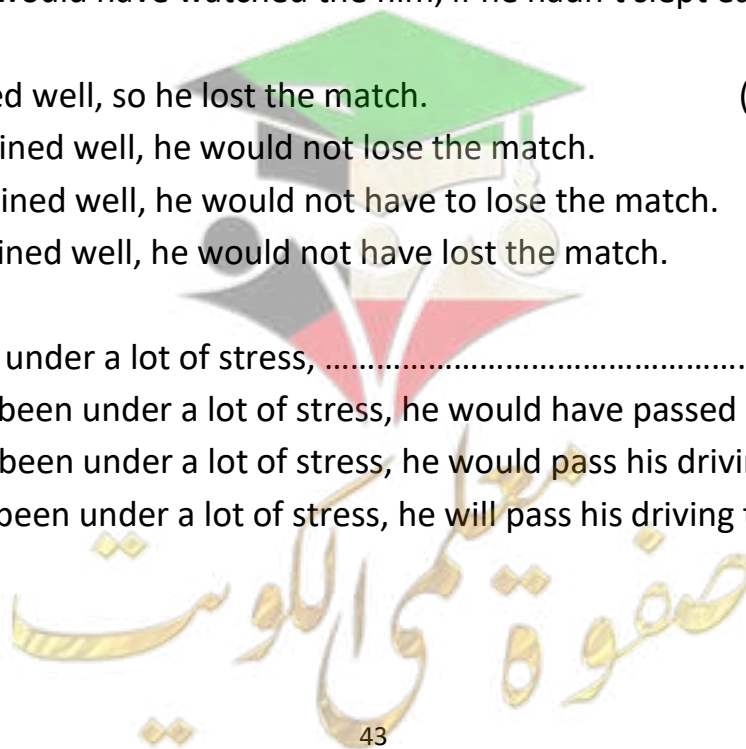 would have watched the film, if he hadn't slept ea
ed well, so he lost the match. (
ined well, he would not lose the match.
ined well, he would not have to lose the match.
ined well, he would not have lost the match.
under a lot of stress, ……………………………………………
been under a lot of stress, he would have passed
been under a lot of stress, he would pass his drivin
been under a lot of stress, he will pass his driving t
صفوة معلمى الكويت
43